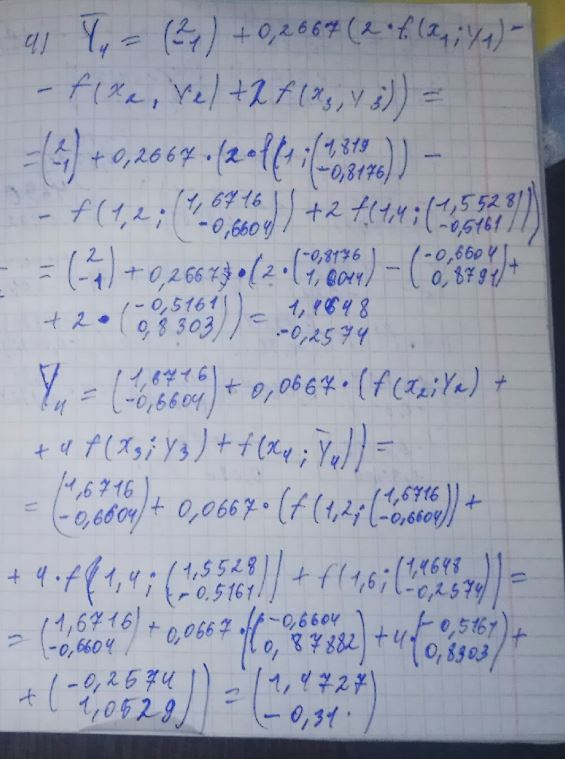 4) Ȳ₄ = (2 -1) + 0,2667 (2·f(x₁; y₁) -
- f(x₂, y₂) + 2 f(x₃, y₃)) =
= (2 -1) + 0,2667 · (2·f(1; (1,819 -0,8176)) -
- f(1,2; (1,6716 -0,6604)) + 2 f(1,4; (1,5528 -0,5161)))
= (2 -1) + 0,2667 · (2·(-0,8176 1,0014) - (-0,6604 0,8791) +
+ 2 · (-0,5161 0,8303)) = 1,4648 -0,2574
Y₄ = (1,6716 -0,6604) + 0,0667 · (f(x₂; Y₂) +
+ 4 f(x₃; Y₃) + f(x₄; Ȳ₄)) =
= (1,6716 -0,6604) + 0,0667 · (f(1,2; (1,6716 -0,6604)) +
+ 4·f(1,4; (1,5528 -0,5161)) + f(1,6; (1,4648 -0,2574)) =
= (1,6716 -0,6604) + 0,0667 · ((-0,6604 0,87882) + 4·(-0,5161 0,8303) +
+ (-0,2574 1,0529)) = (1,4727 -0,31·)